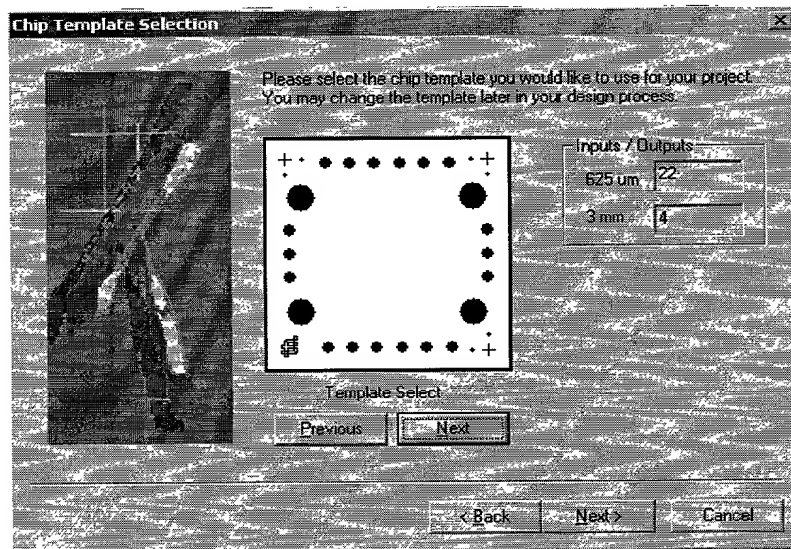 Chip Template Selection
Please select the chip template you would like to use for your project.
You may change the template later in your design process.
Inputs / Outputs
625 um 22
3 mm 4
Template Select
Previous Next
< Back Next > Cancel